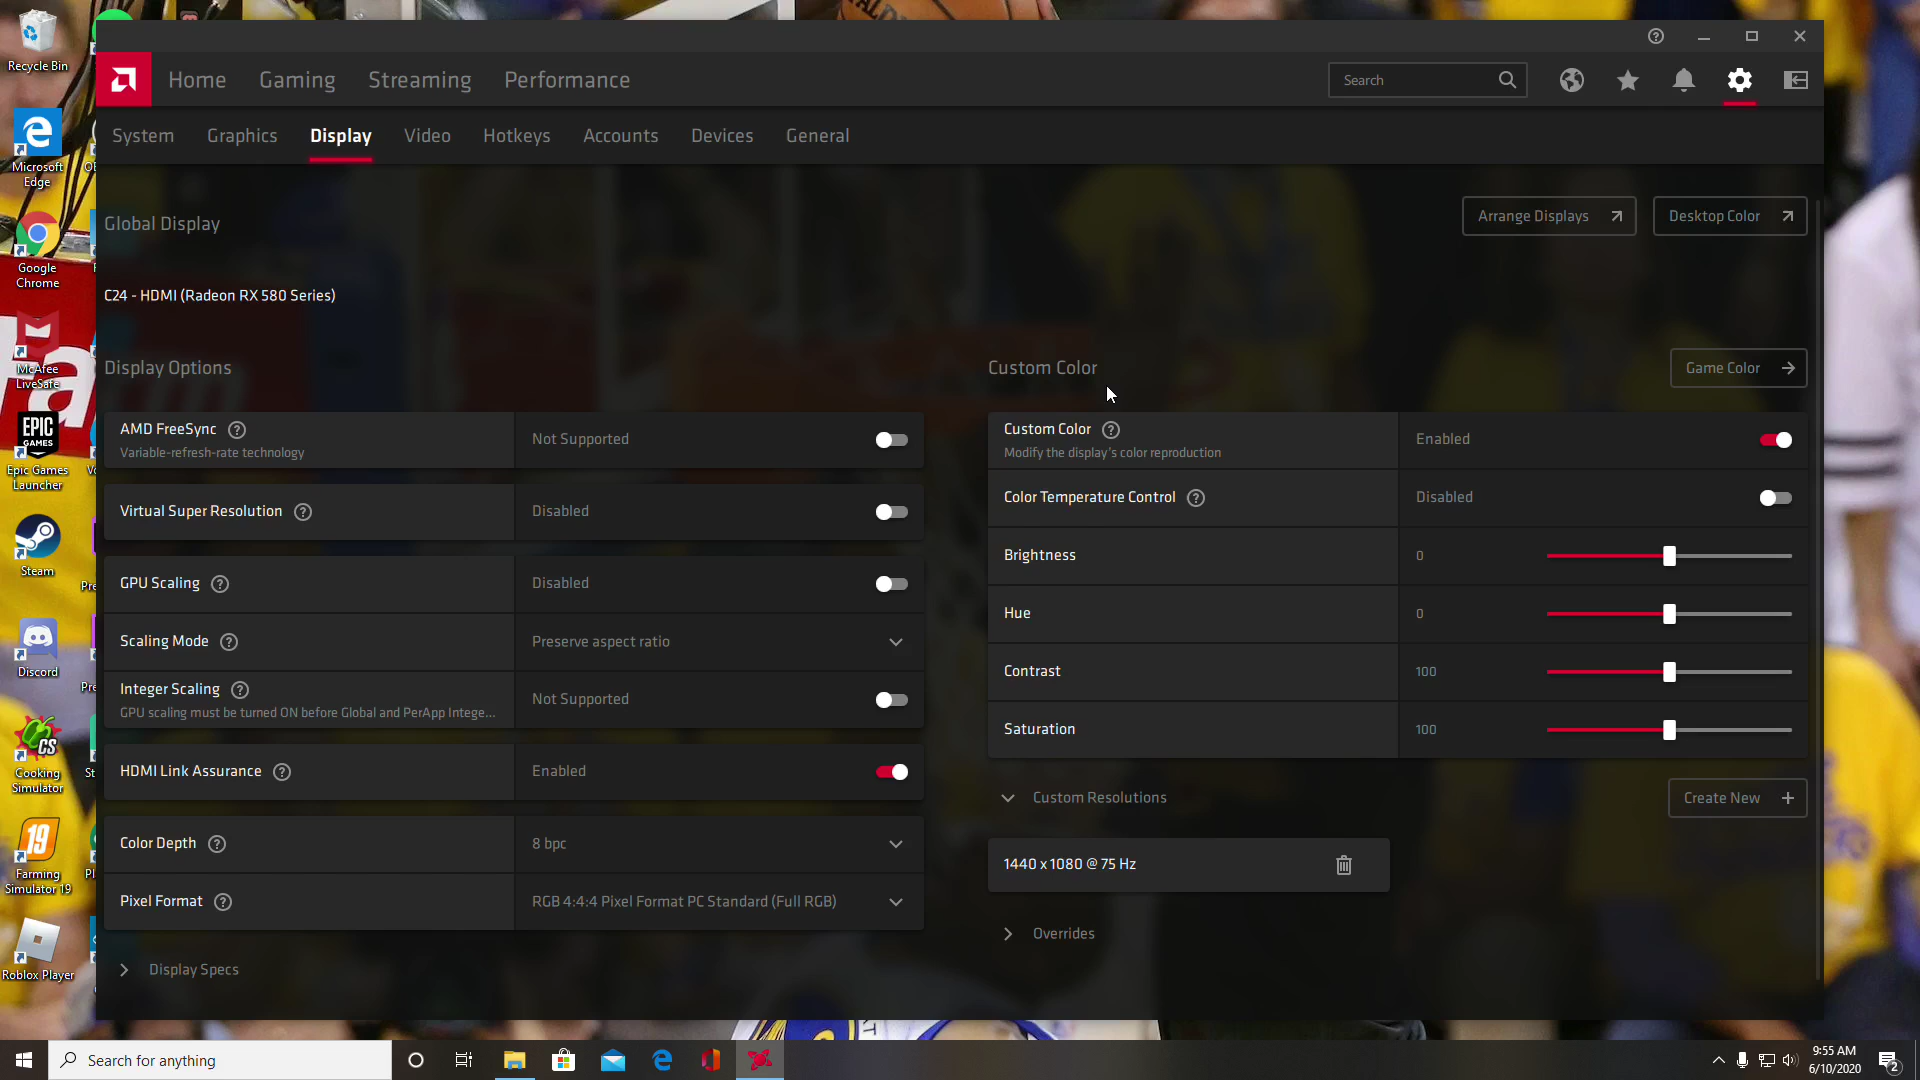 Recycle Bin
Microsoft
Edge
Google
Chrome
McAfee
LiveSafe
EPIC
GAMES
Epic Games
Launcher
Steam
Discord
CS
Cooking
Simulator
19
Farming
Simulator 19
Roblox Player
Home
Gaming
Streaming
Performance
Search
System
Graphics
Display
Video
Hotkeys
Accounts
Devices
General
Global Display
Arrange Displays
Desktop Color
C24 - HDMI (Radeon RX 580 Series)
Display Options
AMD FreeSync
Variable-refresh-rate technology
Not Supported
Virtual Super Resolution
Disabled
GPU Scaling
Disabled
Scaling Mode
Preserve aspect ratio
Integer Scaling
GPU scaling must be turned ON before Global and PerApp Intege...
Not Supported
HDMI Link Assurance
Enabled
Color Depth
8 bpc
Pixel Format
RGB 4:4:4 Pixel Format PC Standard (Full RGB)
Display Specs
Custom Color
Game Color
Custom Color
Modify the display's color reproduction
Enabled
Color Temperature Control
Disabled
Brightness
0
Hue
0
Contrast
100
Saturation
100
Custom Resolutions
Create New
1440 x 1080 @ 75 Hz
Overrides
Search for anything
9:55 AM
6/10/2020
2